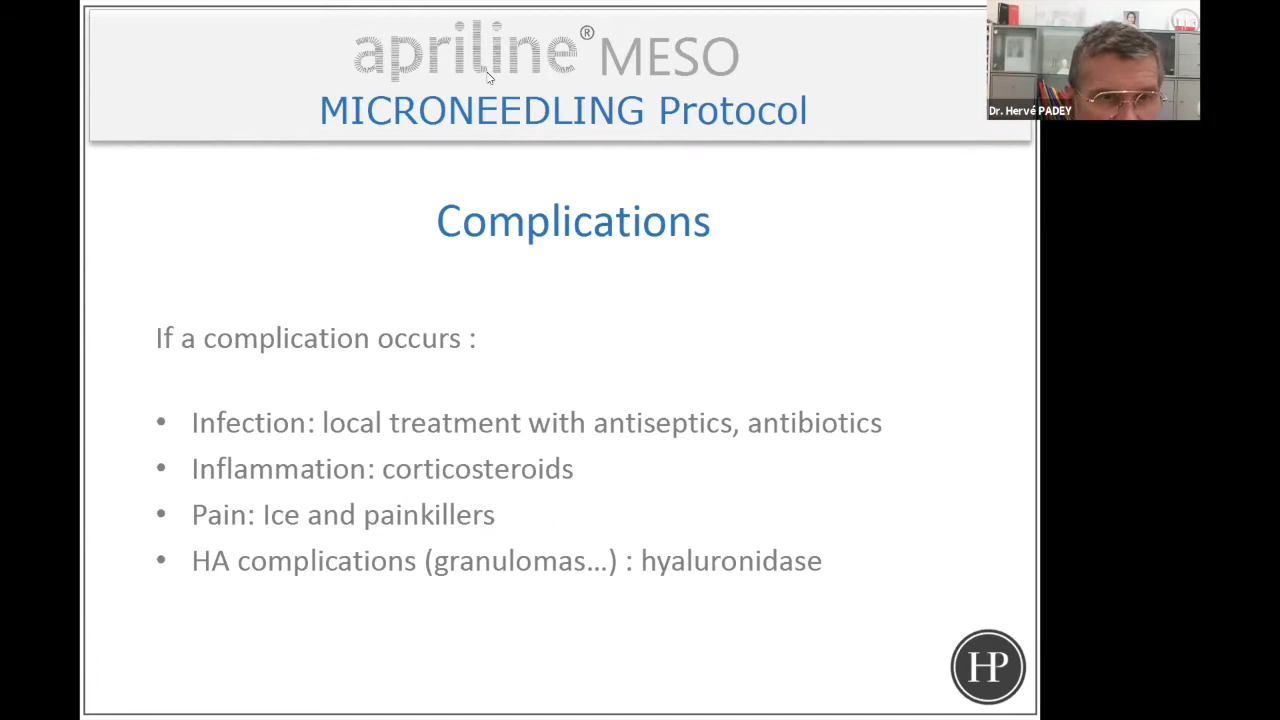 apriline® MESO
MICRONEEDLING Protocol
Dr. Hervé PADEY
Complications
If a complication occurs :
• Infection: local treatment with antiseptics, antibiotics
• Inflammation: corticosteroids
• Pain: Ice and painkillers
• HA complications (granulomas...) : hyaluronidase
HP